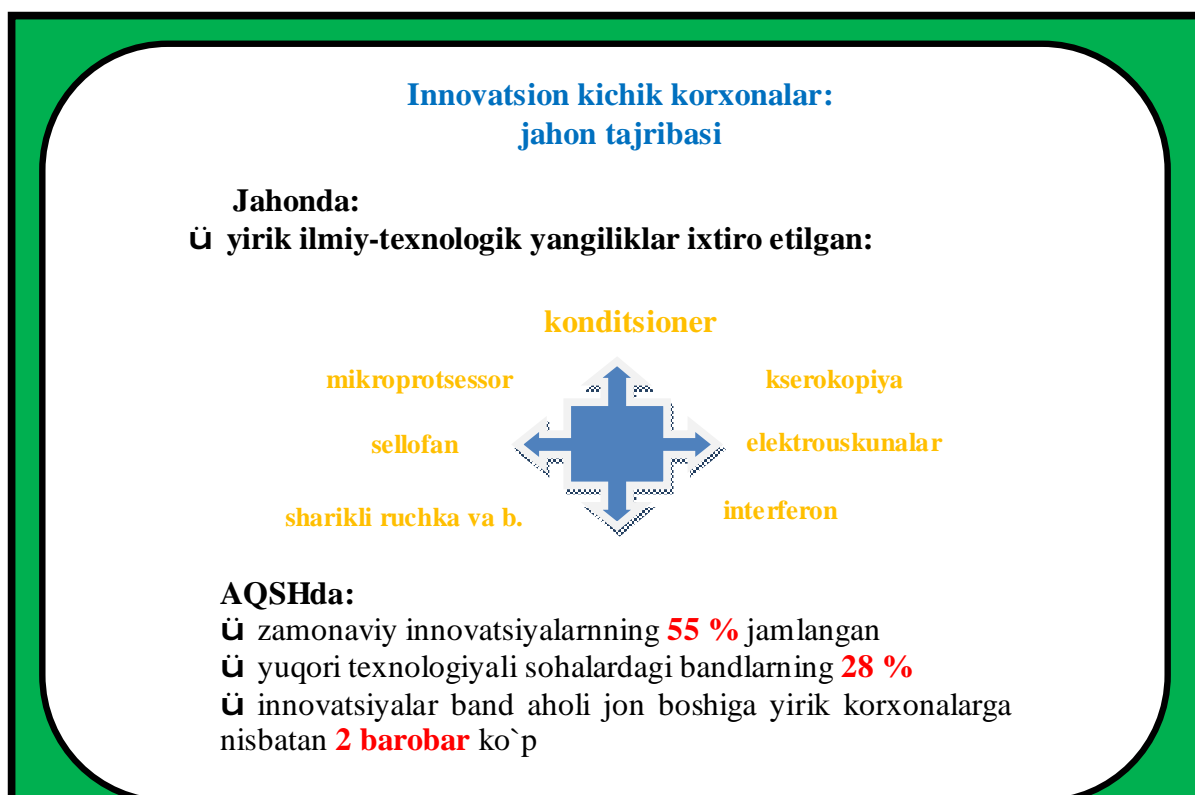 Innovatsion kichik korxonalar:
jahon tajribasi
Jahonda:
ü yirik ilmiy-texnologik yangiliklar ixtiro etilgan:
konditsioner
mikroprotsessor
kserokopiya
sellofan
elektrouskunalar
sharikli ruchka va b.
interferon
AQSHda:
ü zamonaviy innovatsiyalarnning 55 % jamlangan
ü yuqori texnologiyali sohalardagi bandlarning 28 %
ü innovatsiyalar band aholi jon boshiga yirik korxonalarga
nisbatan 2 barobar ko`p